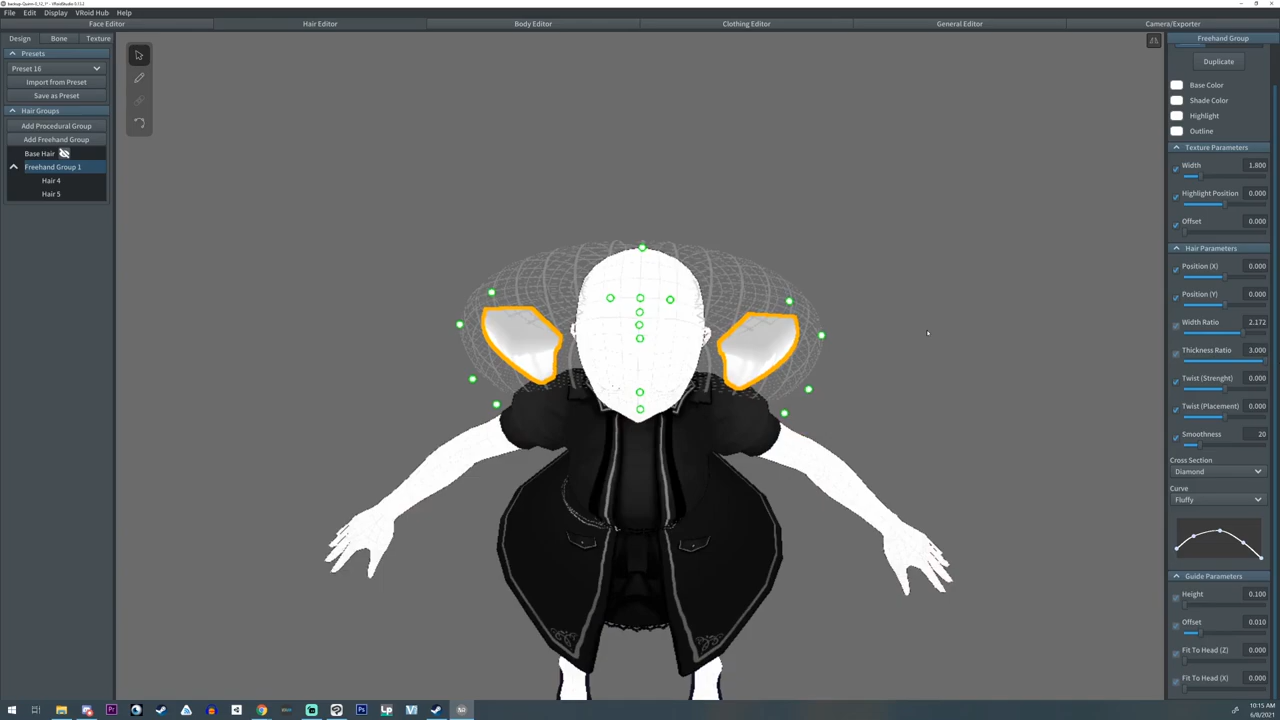 File Edit Display VRoid Hub Help
Face Editor Hair Editor Body Editor Clothing Editor General Editor Camera/Exporter
Design Bone Texture
Presets
Preset 16
Import from Preset
Save as Preset
Hair Groups
Add Procedural Group
Add Freehand Group
Base Hair
Freehand Group 1
Hair 4
Hair 5
Freehand Group
Duplicate
Base Color
Shade Color
Highlight
Outline
Texture Parameters
Width 1.800
Highlight Position 0.000
Offset 0.000
Hair Parameters
Position (X) 0.000
Position (Y) 0.000
Width Ratio 2.172
Thickness Ratio 3.000
Twist (Strenght) 0.000
Twist (Placement) 0.000
Smoothness 20
Cross Section
Diamond
Curve
Fluffy
Guide Parameters
Height 0.100
Offset 0.010
Fit To Head (Z) 0.000
Fit To Head (X) 0.000
10:15 AM
6/8/2021